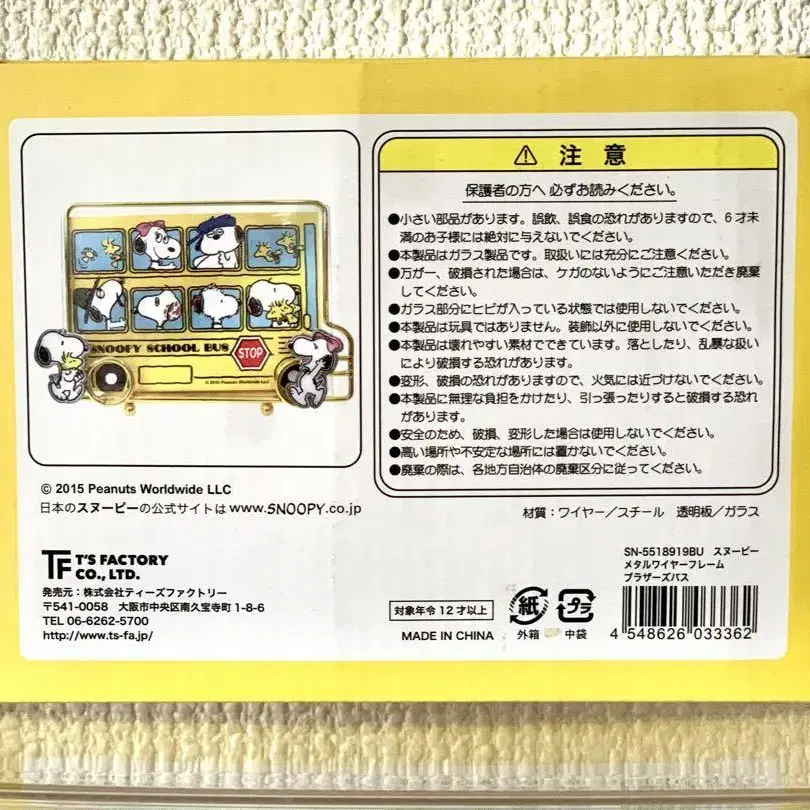 SNOOPY SCHOOL BUS
STOP
© 2015 Peanuts Worldwide LLC
© 2015 Peanuts Worldwide LLC
日本のスヌーピーの公式サイトは www.SNOOPY.co.jp
TF T'S FACTORY
CO., LTD.
発売元：株式会社ティーズファクトリー
〒541-0058 大阪市中央区南久宝寺町 1-8-6
TEL 06-6262-5700
http://www.ts-fa.jp/
⚠ 注意
保護者の方へ 必ずお読みください。
●小さい部品があります。誤飲、誤食の恐れがありますので、6才未
満のお子様には絶対に与えないでください。
●本製品はガラス製品です。取扱いには充分にご注意ください。
●万が一、破損された場合は、ケガのないようにご注意いただき廃棄
してください。
●ガラス部分にヒビが入っている状態では使用しないでください。
●本製品は玩具ではありません。装飾以外に使用しないでください。
●本製品は壊れやすい素材でできています。落としたり、乱暴な扱い
により破損する恐れがあります。
●変形、破損の恐れがありますので、火気には近づけないでください。
●本製品に無理な負担をかけたり、引っ張ったりすると破損する恐れ
があります。
●安全のため、破損、変形した場合は使用しないでください。
●高い場所や不安定な場所には置かないでください。
●廃棄の際は、各地方自治体の廃棄区分に従ってください。
材質：ワイヤー／スチール 透明板／ガラス
SN-5518919BU スヌーピー
メタルワイヤーフレーム
ブラザーズバス
対象年令 12才以上
MADE IN CHINA
紙
外箱
プラ
中袋
4 548626 033362